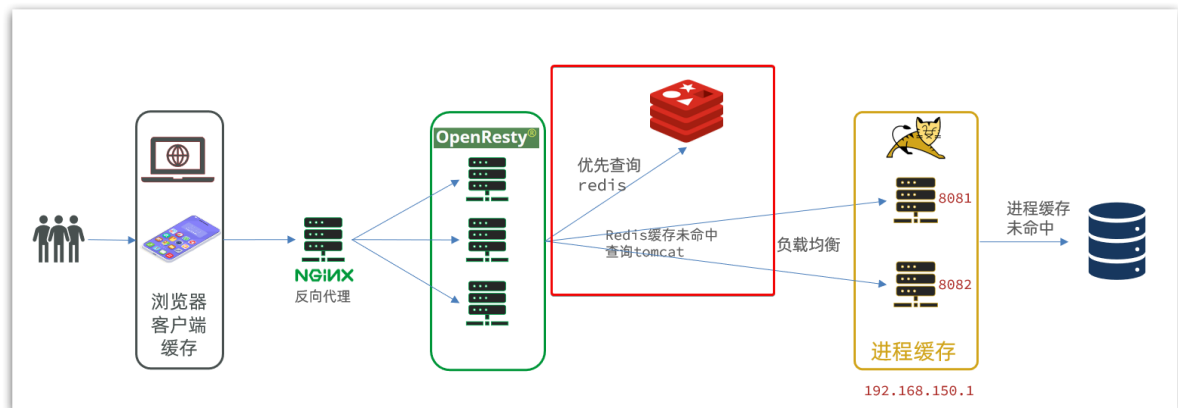 浏览器
客户端
缓存
NGINX
反向代理
OpenResty®
优先查询
redis
Redis缓存未命中
查询tomcat
负载均衡
8081
8082
进程缓存
192.168.150.1
进程缓存
未命中